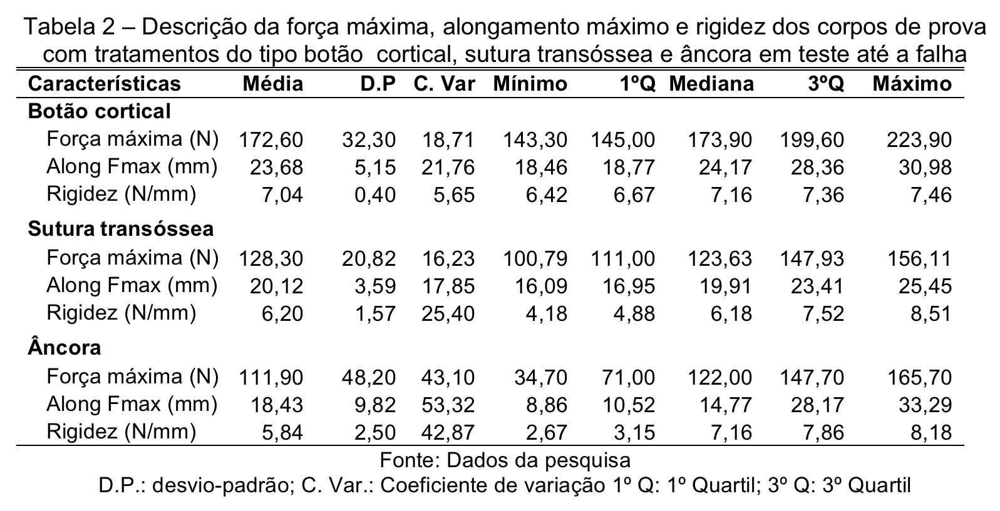 Tabela 2 – Descrição da força máxima, alongamento máximo e rigidez dos corpos de prova
com tratamentos do tipo botão cortical, sutura transóssea e âncora em teste até a falha
Características Média D.P C. Var Mínimo 1ºQ Mediana 3ºQ Máximo
Botão cortical
Força máxima (N) 172,60 32,30 18,71 143,30 145,00 173,90 199,60 223,90
Along Fmax (mm) 23,68 5,15 21,76 18,46 18,77 24,17 28,36 30,98
Rigidez (N/mm) 7,04 0,40 5,65 6,42 6,67 7,16 7,36 7,46
Sutura transóssea
Força máxima (N) 128,30 20,82 16,23 100,79 111,00 123,63 147,93 156,11
Along Fmax (mm) 20,12 3,59 17,85 16,09 16,95 19,91 23,41 25,45
Rigidez (N/mm) 6,20 1,57 25,40 4,18 4,88 6,18 7,52 8,51
Âncora
Força máxima (N) 111,90 48,20 43,10 34,70 71,00 122,00 147,70 165,70
Along Fmax (mm) 18,43 9,82 53,32 8,86 10,52 14,77 28,17 33,29
Rigidez (N/mm) 5,84 2,50 42,87 2,67 3,15 7,16 7,86 8,18
Fonte: Dados da pesquisa
D.P.: desvio-padrão; C. Var.: Coeficiente de variação 1º Q: 1º Quartil; 3º Q: 3º Quartil